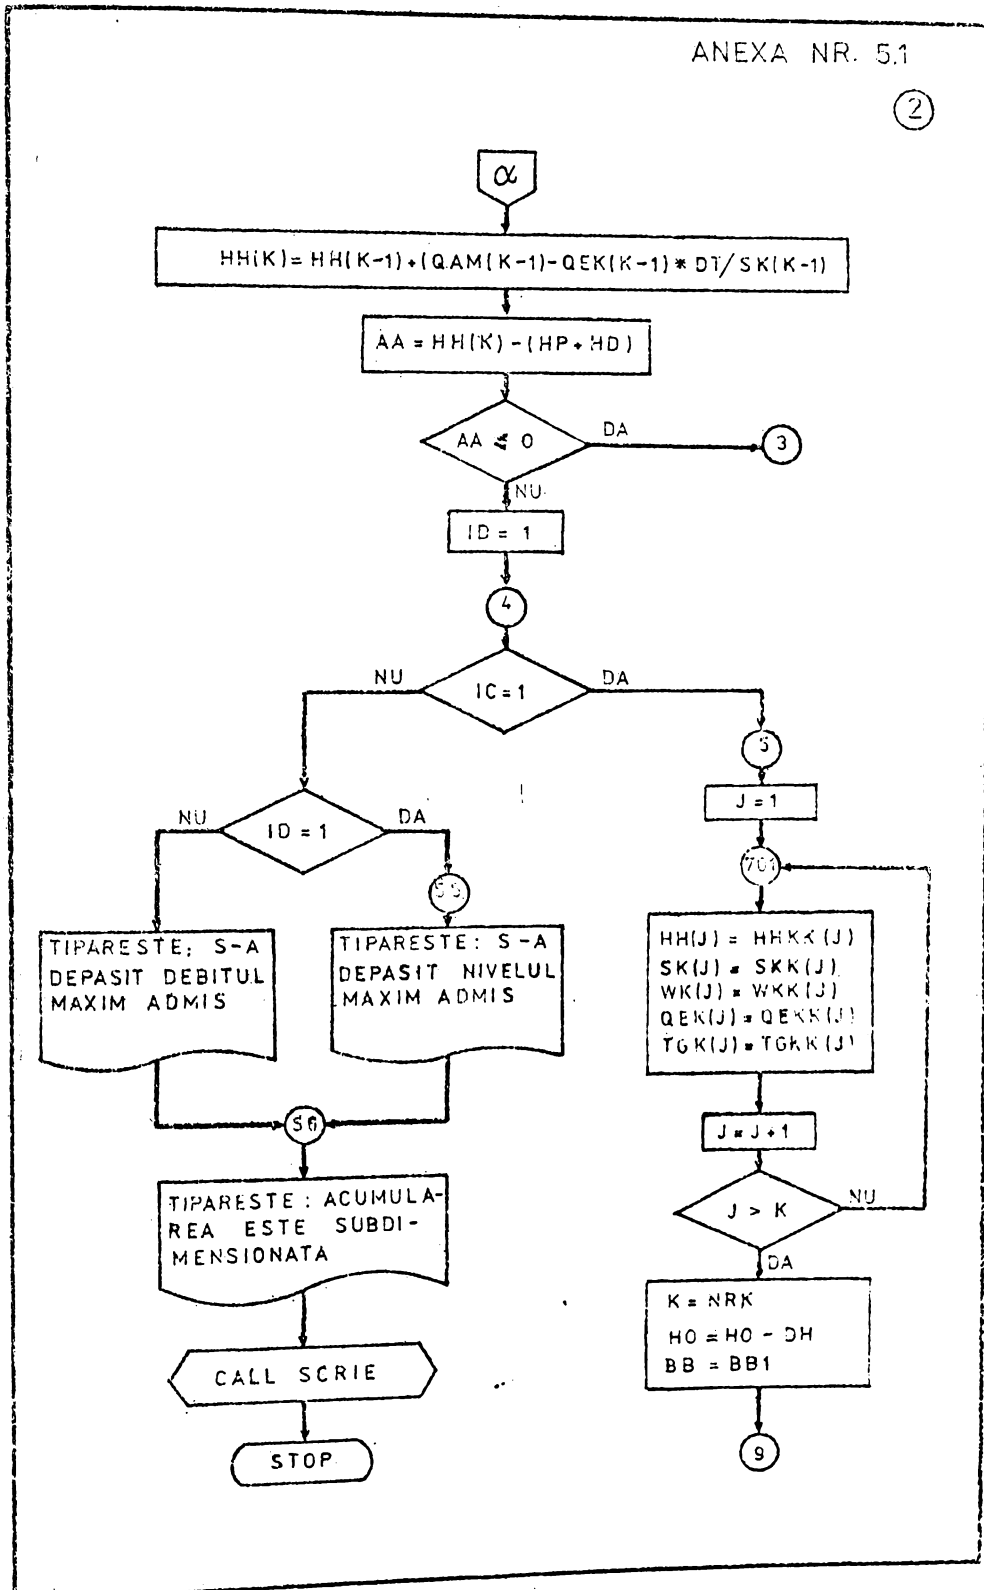 ANEXA NR. 5.1
2
α
HH(K) = HH(K-1) + (QAM(K-1) - QEK(K-1) * DT/SK(K-1)
AA = HH(K) - (HP + HD)
AA ≤ 0
DA
3
NU
ID = 1
4
NU
IC = 1
DA
5
J = 1
NU
ID = 1
DA
701
55
TIPARESTE: S-A
DEPASIT DEBITUL
MAXIM ADMIS
TIPARESTE: S-A
DEPASIT NIVELUL
MAXIM ADMIS
HH(J) = HHKK(J)
SK(J) = SKK(J)
WK(J) = WKK(J)
QEK(J) = QEKK(J)
TGK(J) = TGKK(J)
56
J = J+1
TIPARESTE : ACUMULA-
REA ESTE SUBDI-
MENSIONATA
J > K
NU
DA
K = NRK
HO = HO - DH
BB = BB1
CALL SCRIE
STOP
9